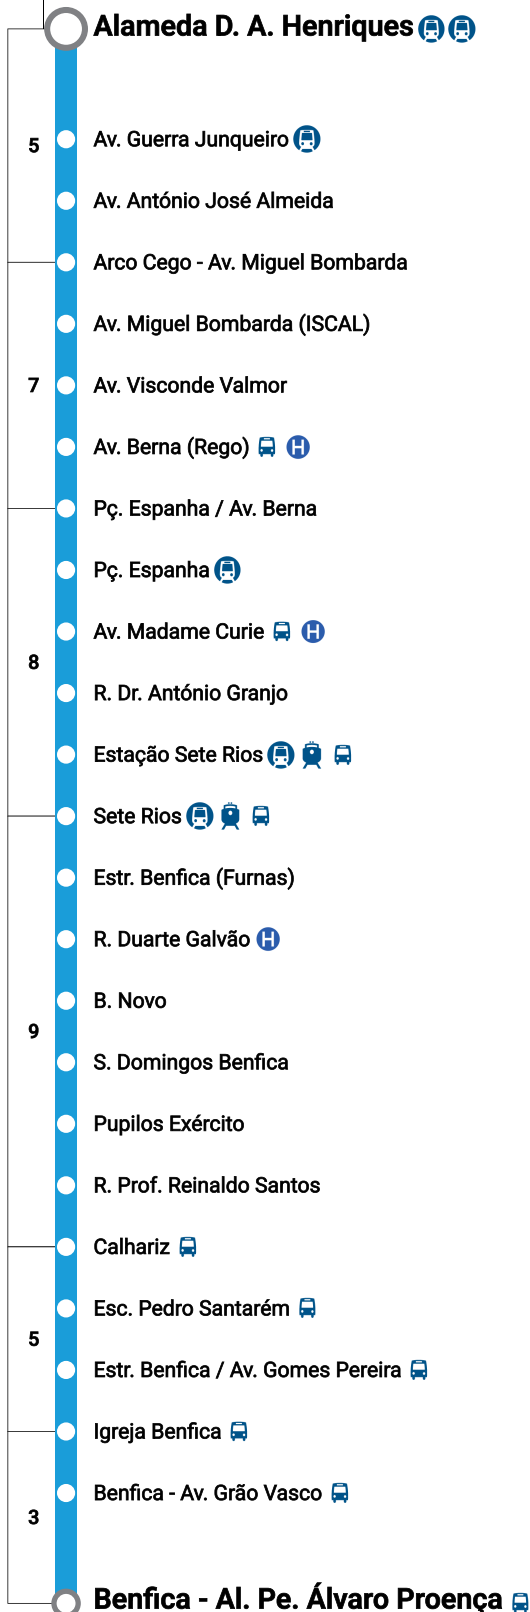 Alameda D. A. Henriques
5
Av. Guerra Junqueiro
Av. António José Almeida
Arco Cego - Av. Miguel Bombarda
Av. Miguel Bombarda (ISCAL)
7
Av. Visconde Valmor
Av. Berna (Rego) H
Pç. Espanha / Av. Berna
Pç. Espanha
Av. Madame Curie H
8
R. Dr. António Granjo
Estação Sete Rios
Sete Rios
Estr. Benfica (Furnas)
R. Duarte Galvão H
B. Novo
9
S. Domingos Benfica
Pupilos Exército
R. Prof. Reinaldo Santos
Calhariz
Esc. Pedro Santarém
5
Estr. Benfica / Av. Gomes Pereira
Igreja Benfica
Benfica - Av. Grão Vasco
3
Benfica - Al. Pe. Álvaro Proença